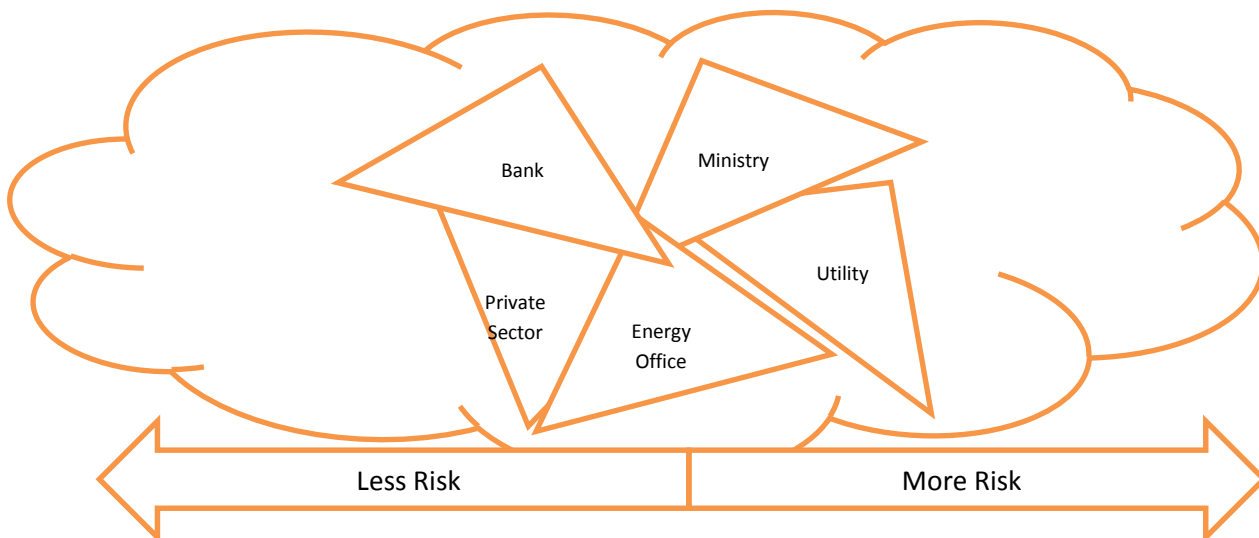 Ministry
Bank
Utility
Private
Sector
Energy
Office
Less Risk
More Risk